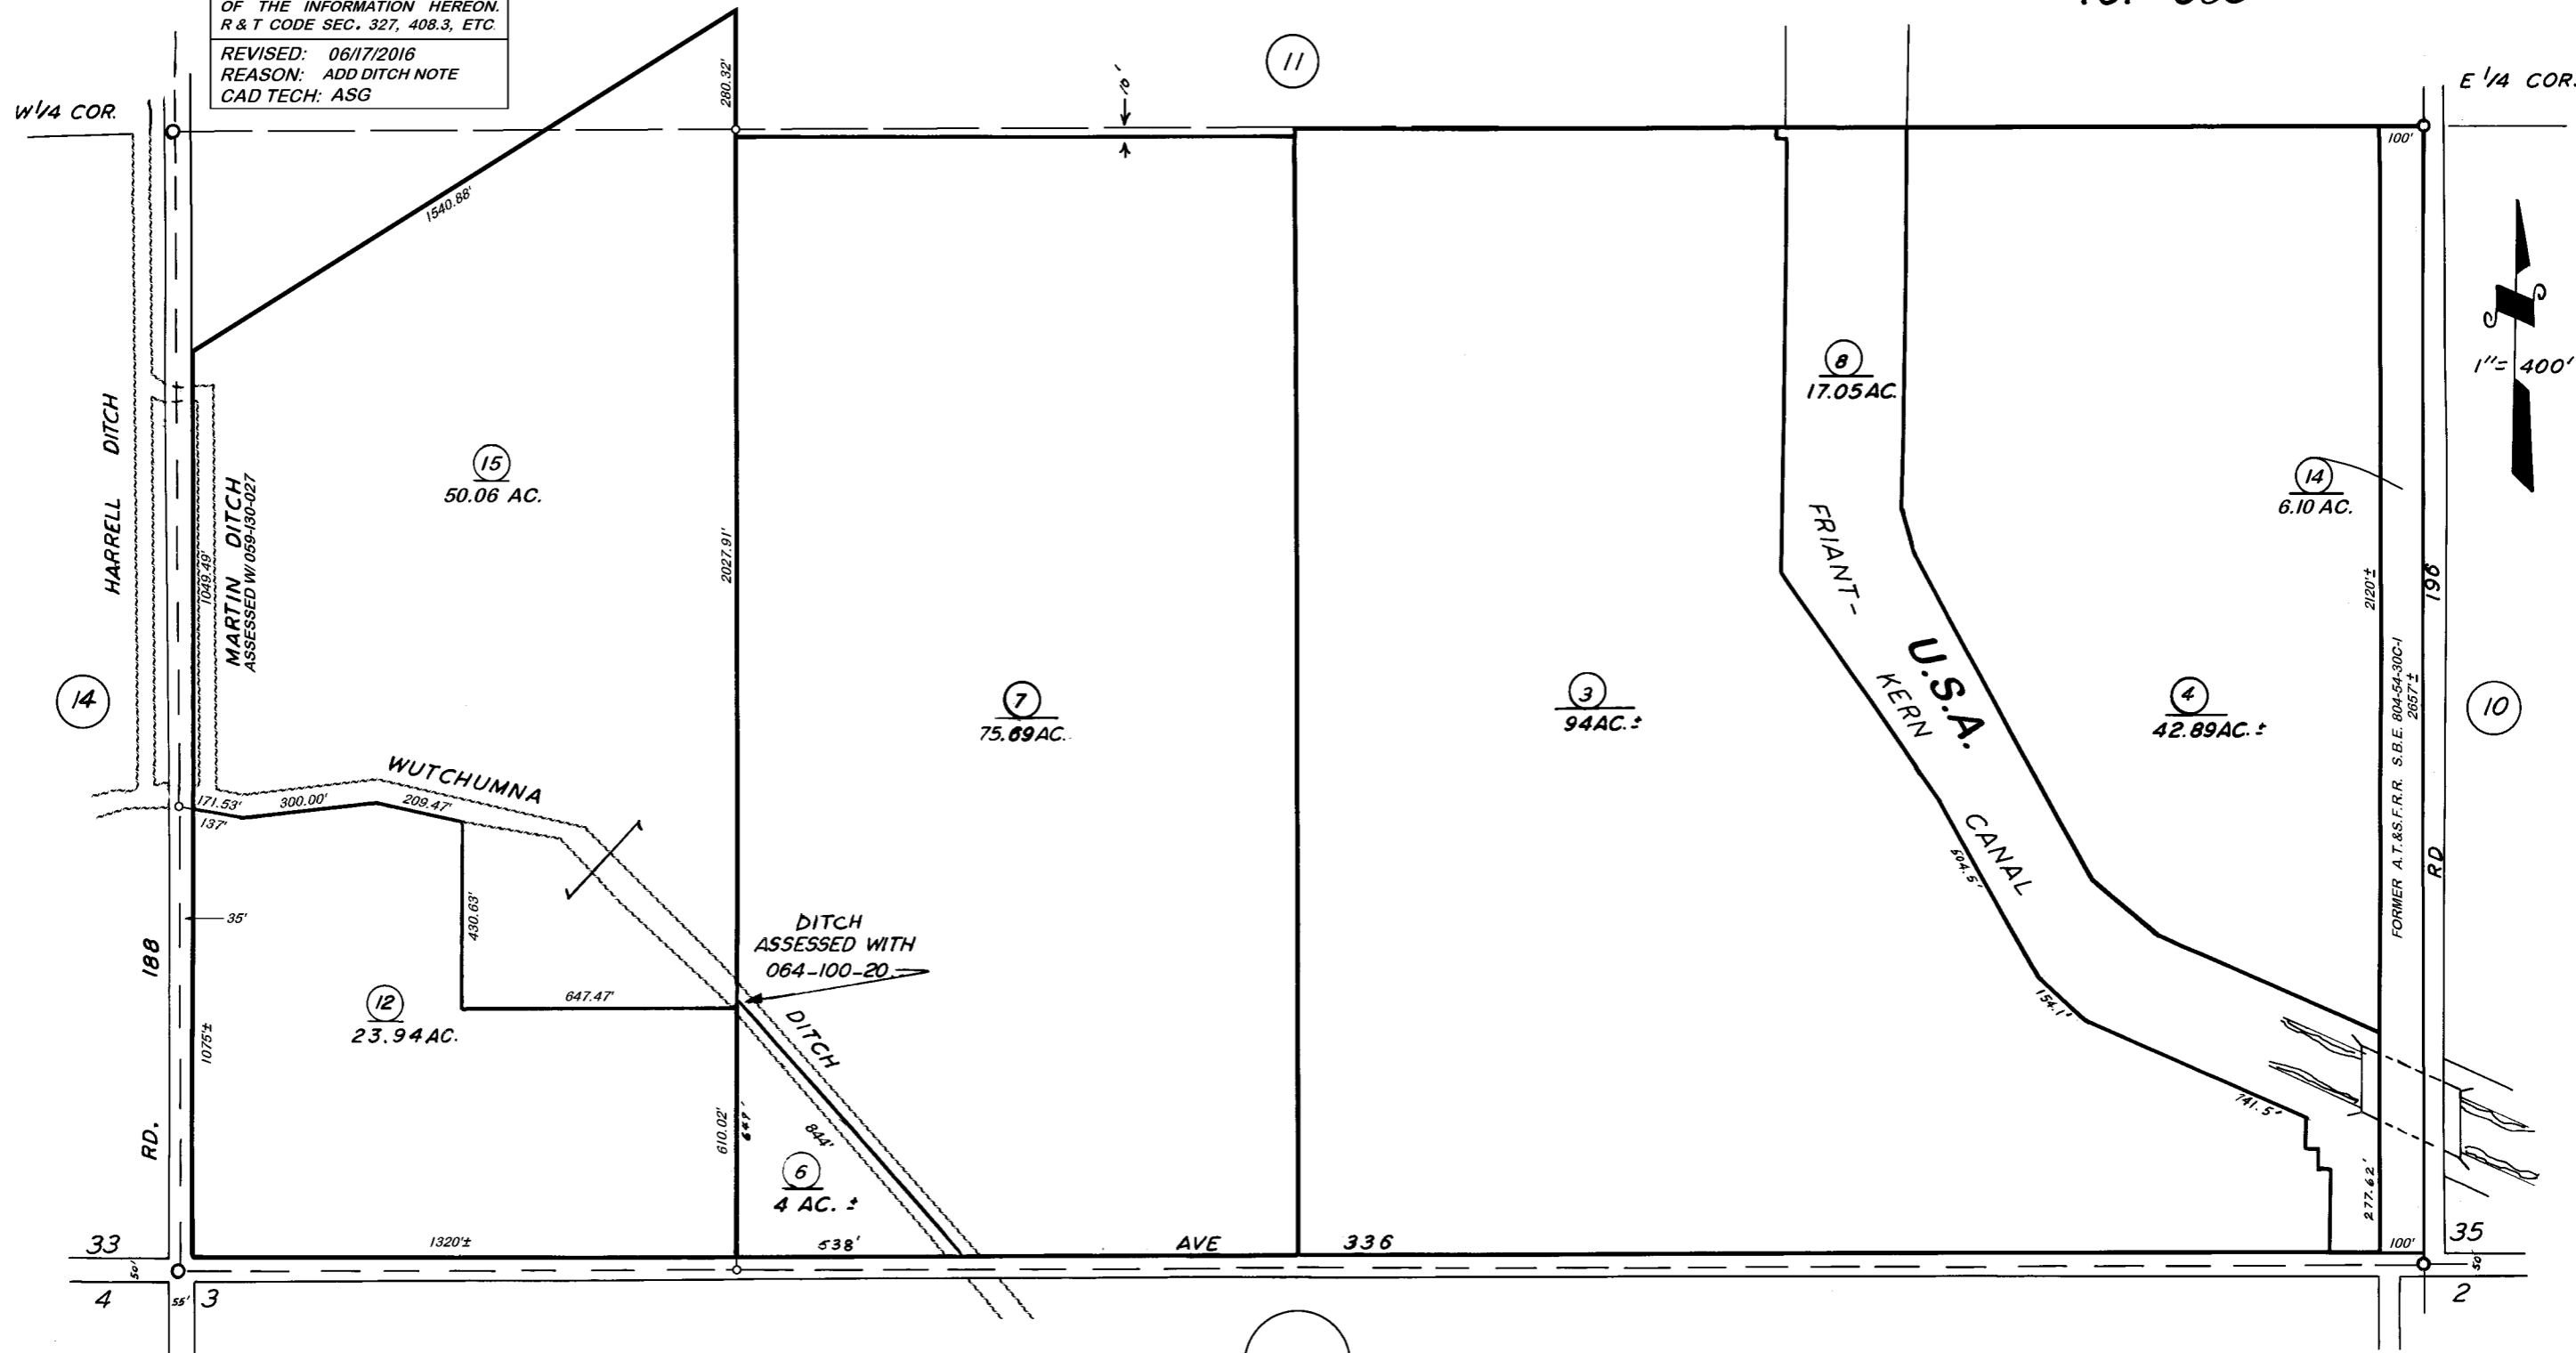 OF THE INFORMATION HEREON.
R & T CODE SEC. 327, 408.3, ETC.
REVISED: 06/17/2016
REASON: ADD DITCH NOTE
CAD TECH: ASG
11
W 1/4 COR.
E 1/4 COR.
280.32'
10'
100'
1540.88'
1"= 400'
8
17.05 AC.
HARRELL DITCH
MARTIN DITCH
ASSESSED W/ 059-130-027
1049.49'
15
50.06 AC.
2027.91'
14
6.10 AC.
FRIANT-
KERN
CANAL
U.S.A.
2120'±
196
RD
FORMER A.T.&S.F.R.R. S.B.E. 804-54-30C-1
2657'±
14
7
75.69 AC.
3
94 AC.±
4
42.89 AC.±
10
WUTCHUMNA
171.53'
300.00'
209.47'
137'
504.5'
430.63'
35'
188
RD.
DITCH
ASSESSED WITH
064-100-20
647.47'
12
23.94 AC.
1075'±
DITCH
154.1'
610.02'
649'
844'
741.5'
6
4 AC. ±
277.62'
33
1320'±
538'
AVE 336
100'
35
50'
50'
4
55'
3
2